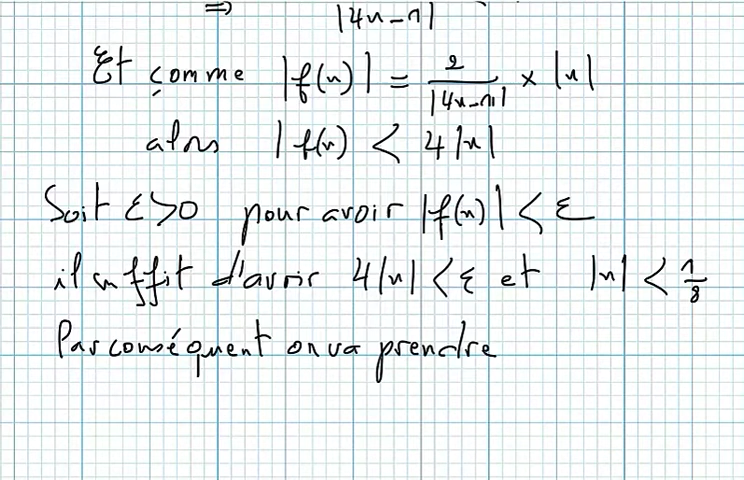 ⇒ |4x-1|
Et comme |f(x)| = 2/|4x-1| × |x|
alors |f(x) < 4|x|
Soit ε>0 pour avoir |f(x)| < ε
il suffit d'avoir 4|x| < ε et |x| < 1/8
Par conséquent on va prendre